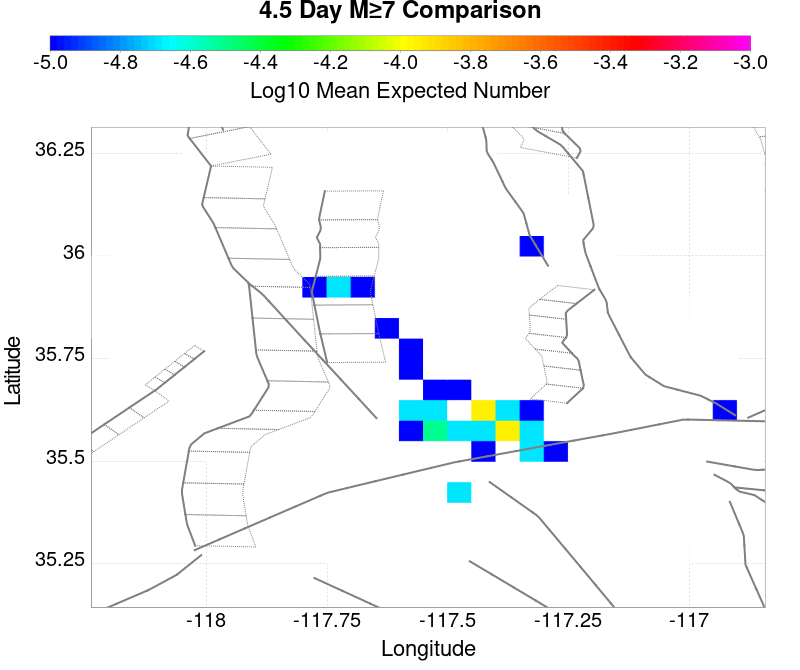 4.5 Day M≥7 Comparison
-5.0 -4.8 -4.6 -4.4 -4.2 -4.0 -3.8 -3.6 -3.4 -3.2 -3.0
Log10 Mean Expected Number
36.25
36
35.75
35.5
35.25
Latitude
-118 -117.75 -117.5 -117.25 -117
Longitude